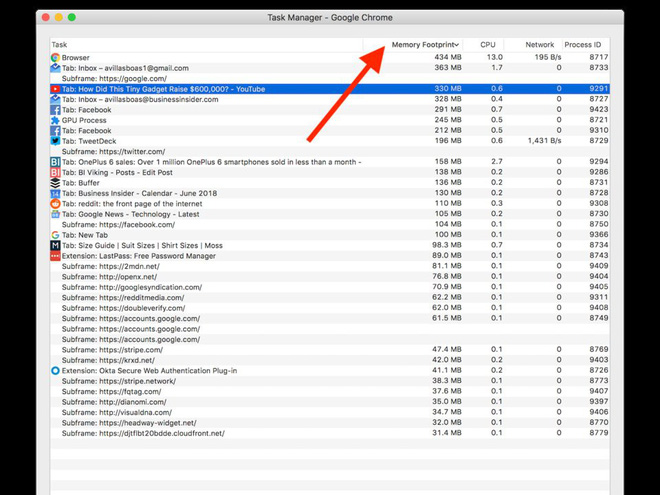 Task Manager - Google Chrome
Task Memory Footprint CPU Network Process ID
Browser 434 MB 13.0 195 B/s 8717
Tab: Inbox – avillasboas1@gmail.com 363 MB 1.7 0 8733
Subframe: https://google.com/
Tab: How Did This Tiny Gadget Raise $600,000? - YouTube 330 MB 0.6 0 9291
Tab: Inbox – avillasboas@businessinsider.com 328 MB 0.4 0 8727
Tab: Facebook 291 MB 0.7 0 9423
GPU Process 245 MB 0.5 0 8721
Tab: Facebook 212 MB 0.5 0 9310
Tab: TweetDeck 196 MB 0.6 1,431 B/s 8729
Subframe: https://twitter.com/
BI Tab: OnePlus 6 sales: Over 1 million OnePlus 6 smartphones sold in less than a month - 158 MB 2.7 0 9294
BI Tab: BI Viking - Posts - Edit Post 138 MB 0.2 0 9286
Tab: Buffer 136 MB 0.2 0 8731
31 Tab: Business Insider - Calendar - June 2018 130 MB 0.2 0 8728
Tab: reddit: the front page of the internet 110 MB 0.3 0 9308
Tab: Google News - Technology - Latest 105 MB 0.2 0 8730
Subframe: https://facebook.com/ 104 MB 0.1 0 8750
Tab: New Tab 100 MB 0.1 0 9366
M Tab: Size Guide | Suit Sizes | Shirt Sizes | Moss 98.3 MB 0.7 0 8734
Extension: LastPass: Free Password Manager 89.0 MB 0.1 0 8743
Subframe: https://2mdn.net/ 81.1 MB 0.1 0 9409
Subframe: http://openx.net/ 76.8 MB 0.1 0 9404
Subframe: http://googlesyndication.com/ 70.9 MB 0.1 0 9405
Subframe: https://redditmedia.com/ 62.2 MB 0.1 0 9311
Subframe: https://doubleverify.com/ 62.0 MB 0.1 0 9408
Subframe: https://accounts.google.com/ 61.5 MB 0.1 0 8749
Subframe: https://accounts.google.com/
Subframe: https://accounts.google.com/
Subframe: https://stripe.com/ 47.4 MB 0.1 0 8769
Subframe: https://krxd.net/ 42.0 MB 0.2 0 9403
Extension: Okta Secure Web Authentication Plug-in 41.1 MB 0.2 0 8726
Subframe: https://stripe.network/ 38.3 MB 0.1 0 8773
Subframe: https://fqtag.com/ 37.6 MB 0.1 0 9407
Subframe: http://dianomi.com/ 35.0 MB 0.1 0 9397
Subframe: http://visualdna.com/ 34.7 MB 0.1 0 9406
Subframe: https://headway-widget.net/ 32.0 MB 0.1 0 8770
Subframe: https://djtflbt20bdde.cloudfront.net/ 31.4 MB 0.1 0 8779